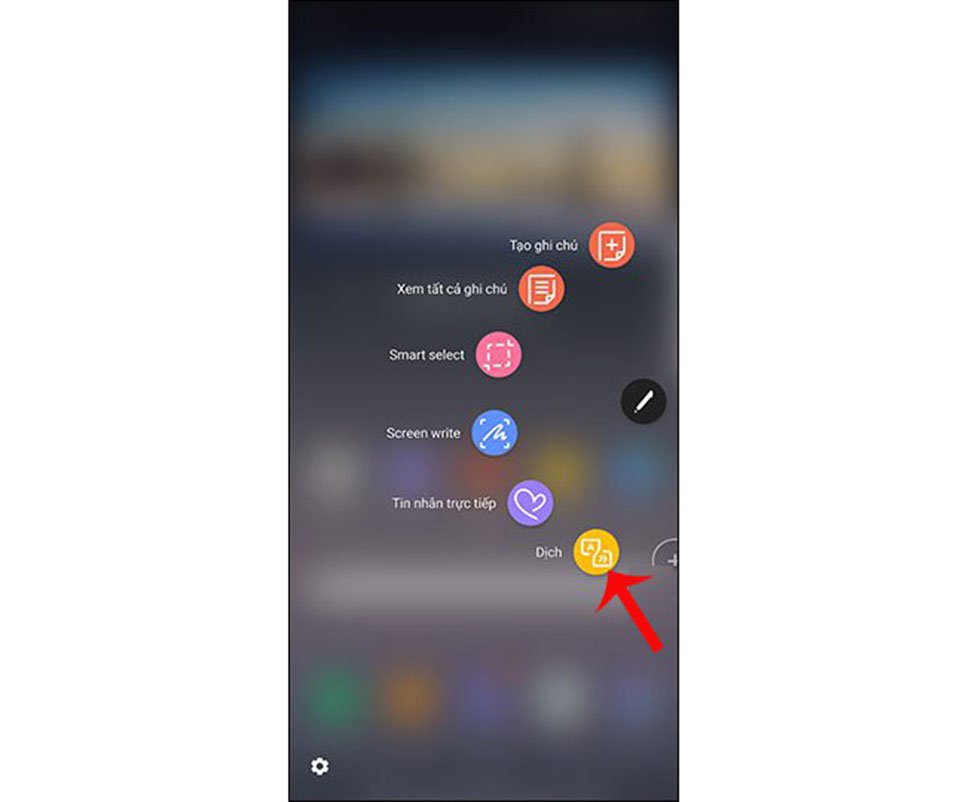 Tạo ghi chú
Xem tất cả ghi chú
Smart select
Screen write
Tin nhắn trực tiếp
Dịch